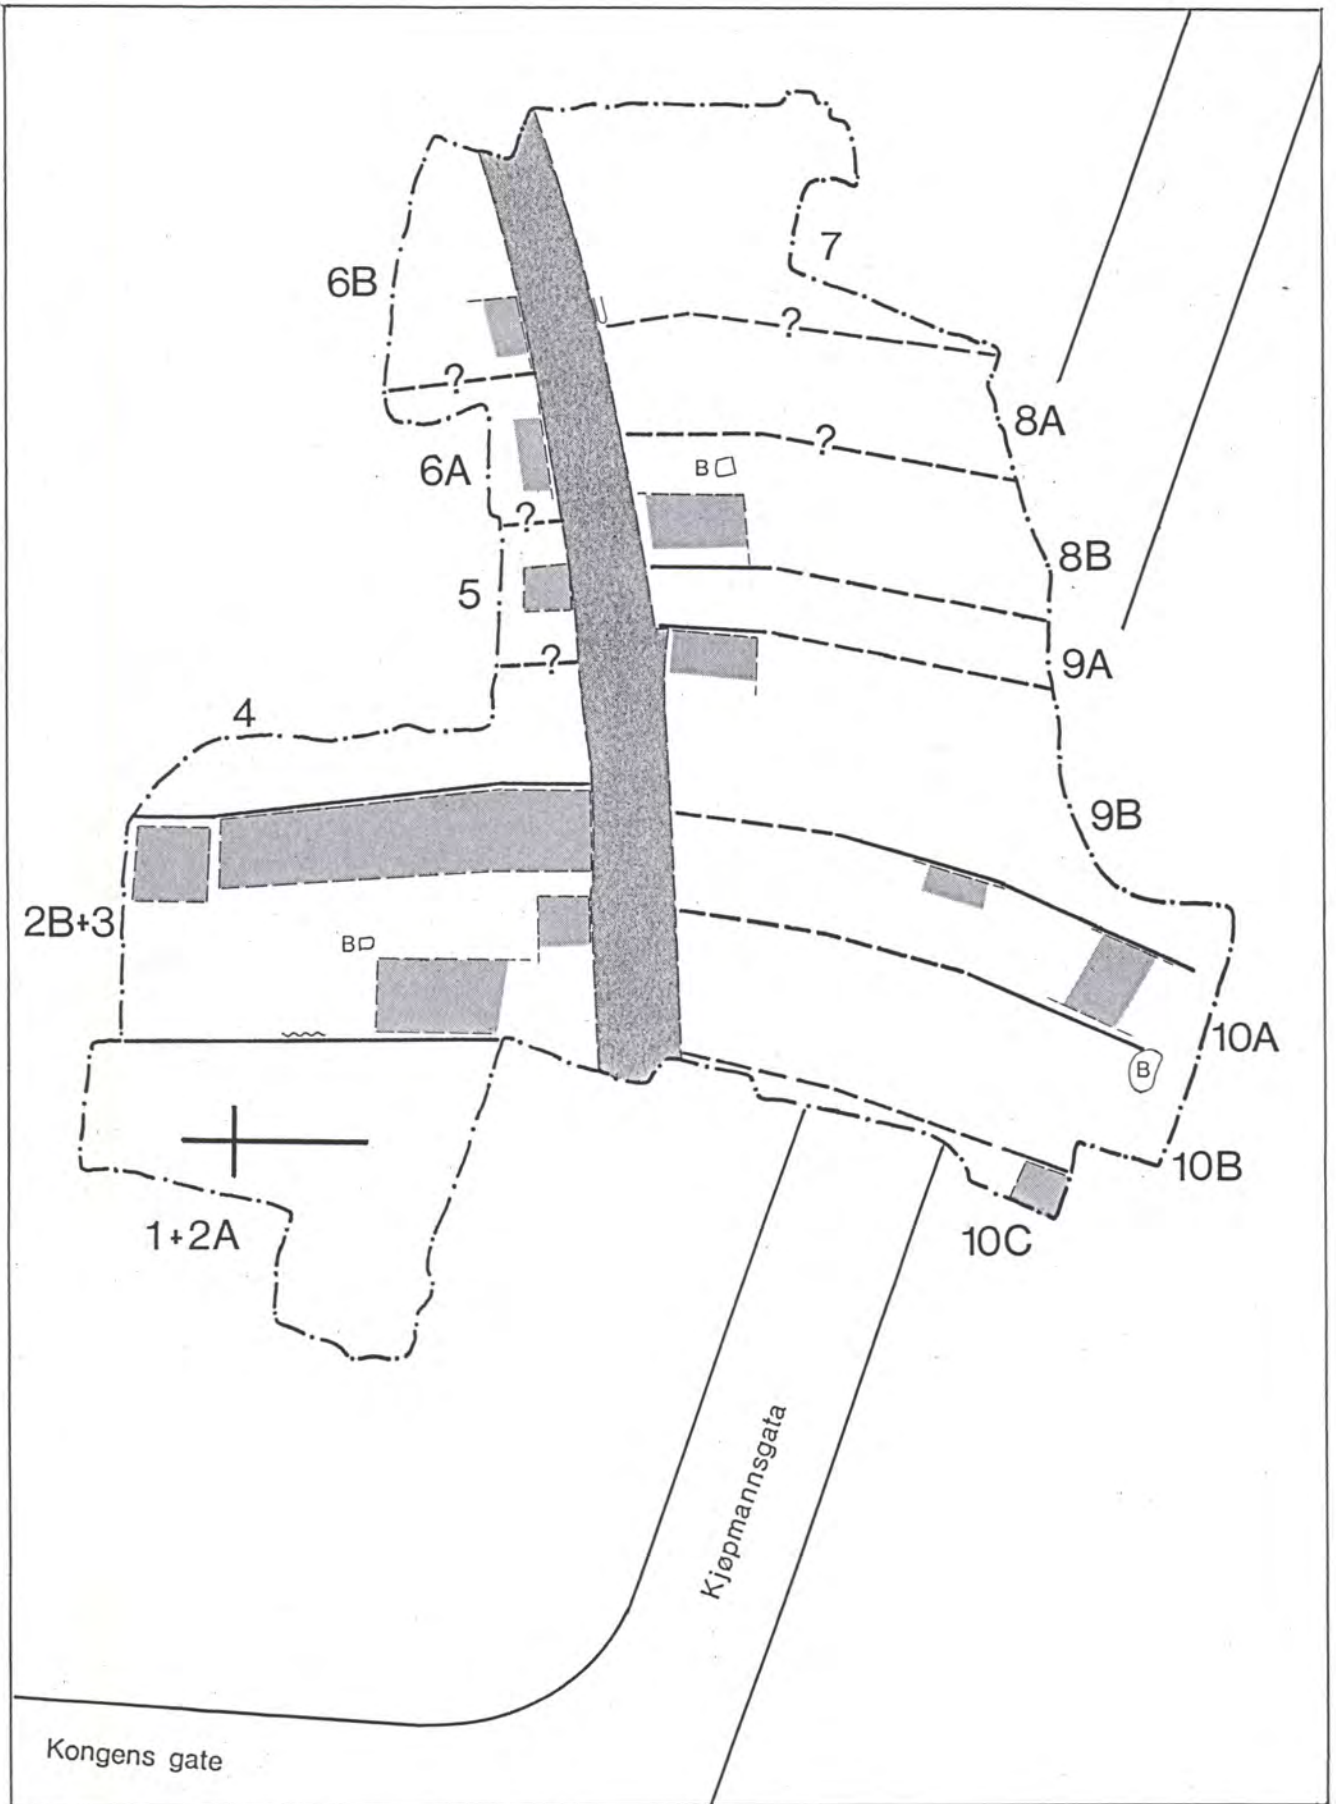 7
6B
?
?
8A
?
6A
B
?
8B
5
?
9A
4
9B
2B+3
B
10A
B
10B
1+2A
10C
Kjøpmannsgata
Kongens gate